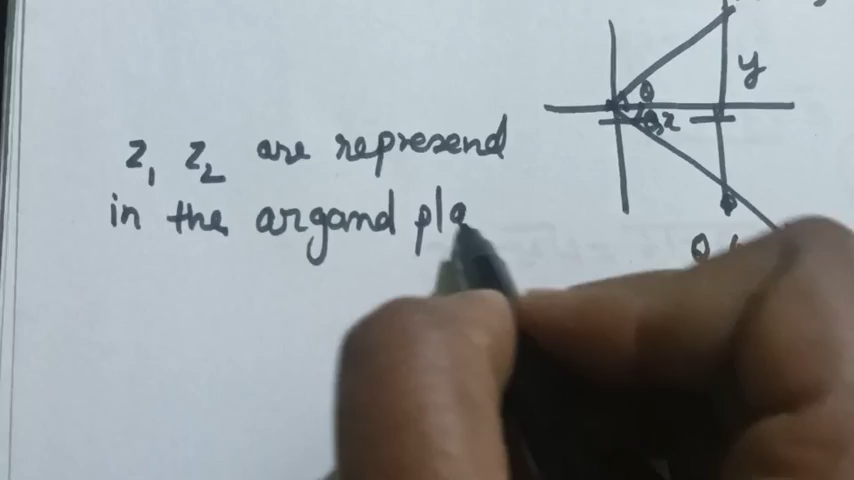 y
θ
θ x
z₁ z₂ are represend
in the argand pla
θ